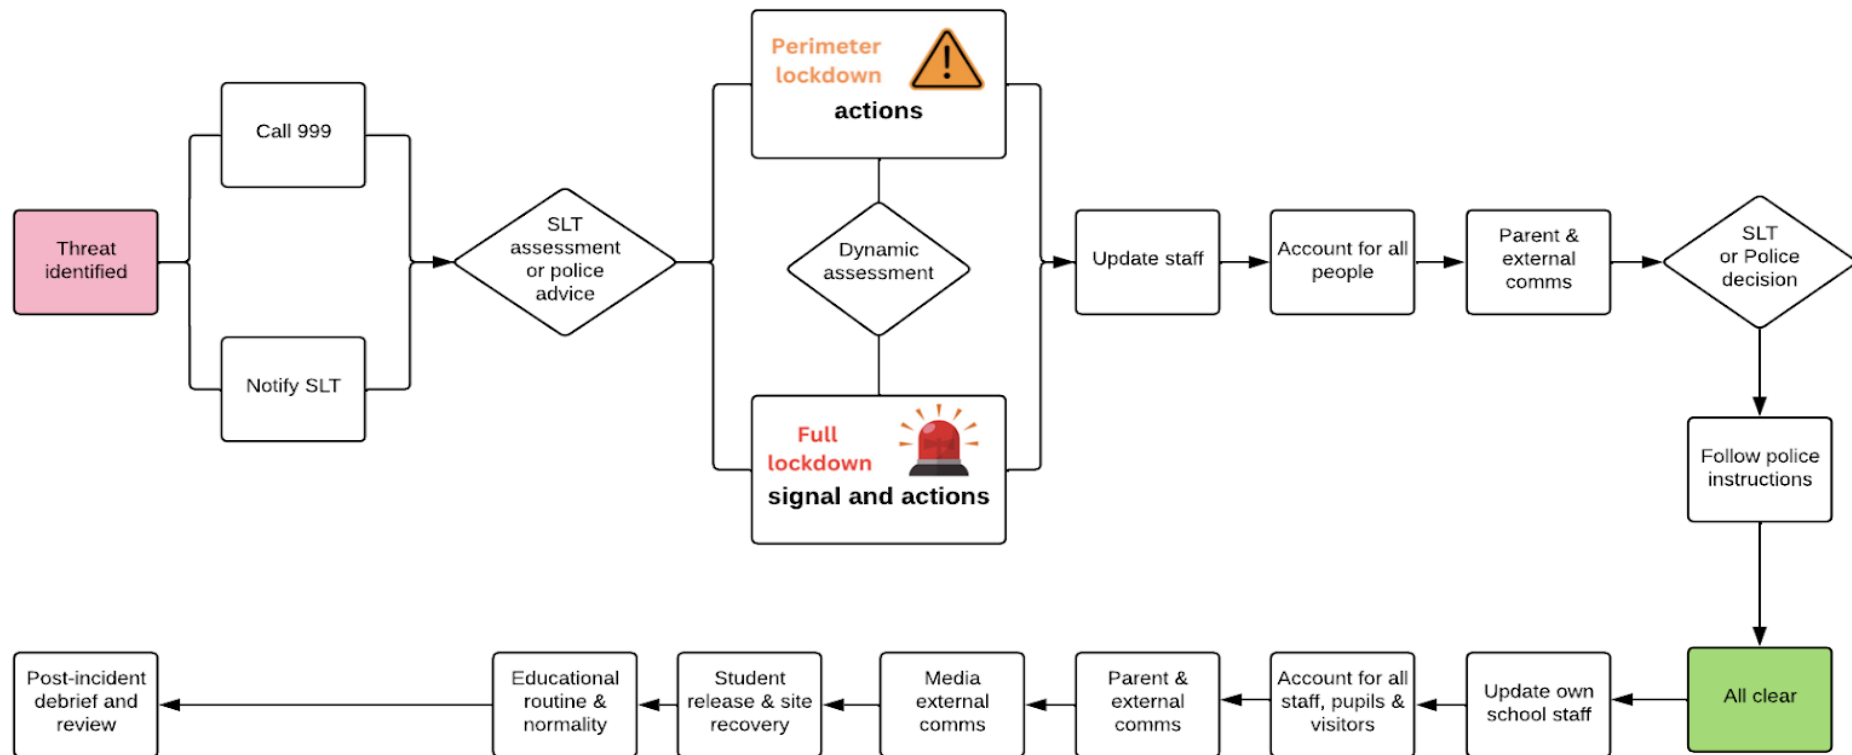 Threat
identified
Call 999
Notify SLT
SLT
assessment
or police
advice
Perimeter
lockdown
actions
Dynamic
assessment
Full
lockdown
signal and actions
Update staff
Account for all
people
Parent &
external
comms
SLT
or Police
decision
Follow police
instructions
All clear
Update own
school staff
Account for all
staff, pupils &
visitors
Parent &
external
comms
Media
external
comms
Student
release & site
recovery
Educational
routine &
normality
Post-incident
debrief and
review